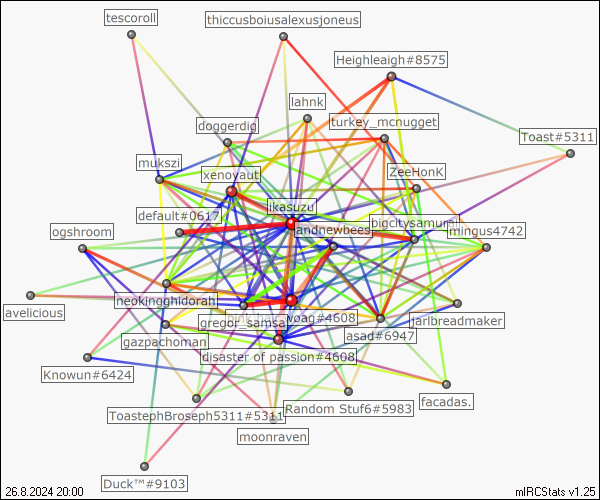 tescoroll
thiccusboiusalexusjoneus
Heighleaigh#8575
lahnk
turkey_mcnugget
doggerdig
Toast#5311
mukszi
xenoyaut
ZeeHonK
ikasuzu
default#0617
bigcitysamurai
andnewbees
mingus4742
ogshroom
neokingghidorah
avelicious
gregor_samsa
voag#4608
jarlbreadmaker
asad#6947
gazpachoman
disaster of passion#4608
Knowun#6424
facadas.
ToastephBroseph5311#5311
Random Stuf6#5983
moonraven
Duck™#9103
26.8.2024 20:00
mIRCStats v1.25